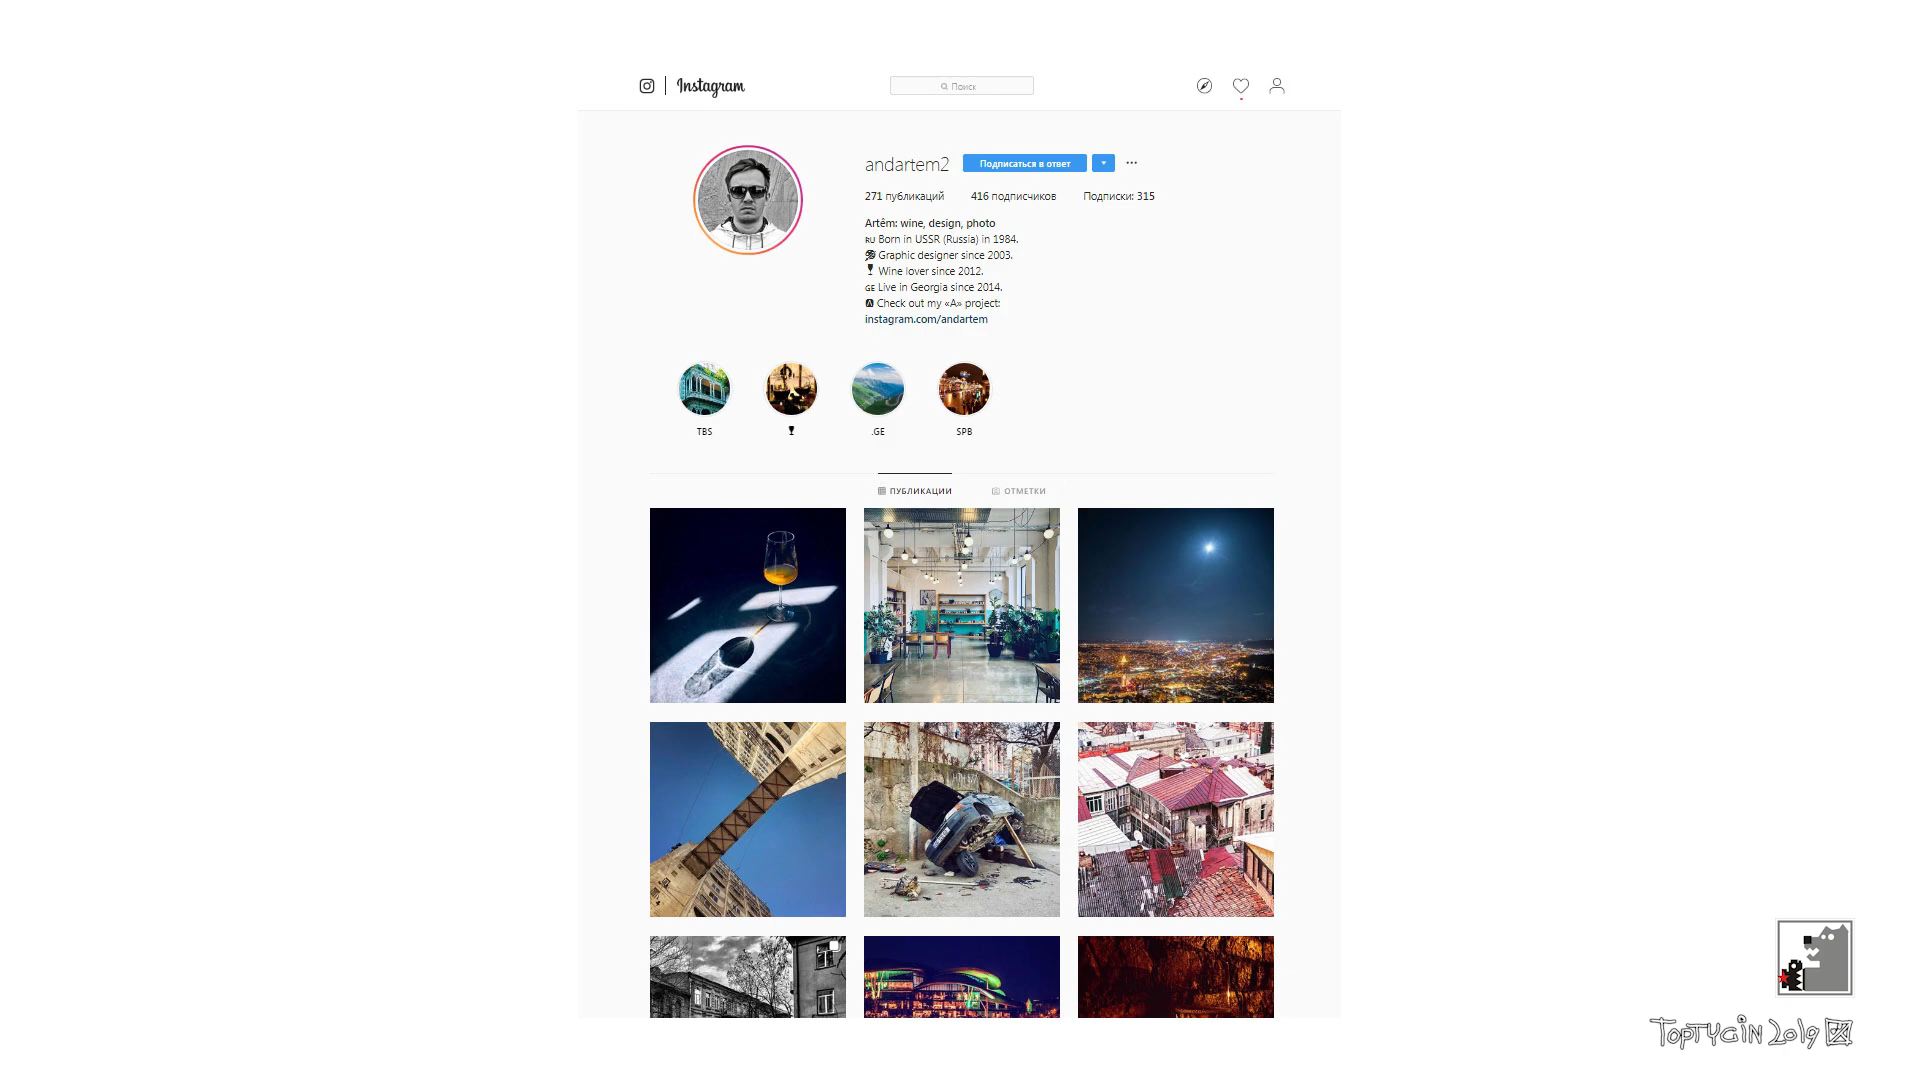 Instagram
Поиск
andartem2 Подписаться в ответ
271 публикаций 416 подписчиков Подписки: 315
Artêm: wine, design, photo
RU Born in USSR (Russia) in 1984.
Graphic designer since 2003.
Wine lover since 2012.
GE Live in Georgia since 2014.
🅰 Check out my «A» project:
instagram.com/andartem
TBS .GE SPB
ПУБЛИКАЦИИ ОТМЕТКИ
TOPTYGIN 2019